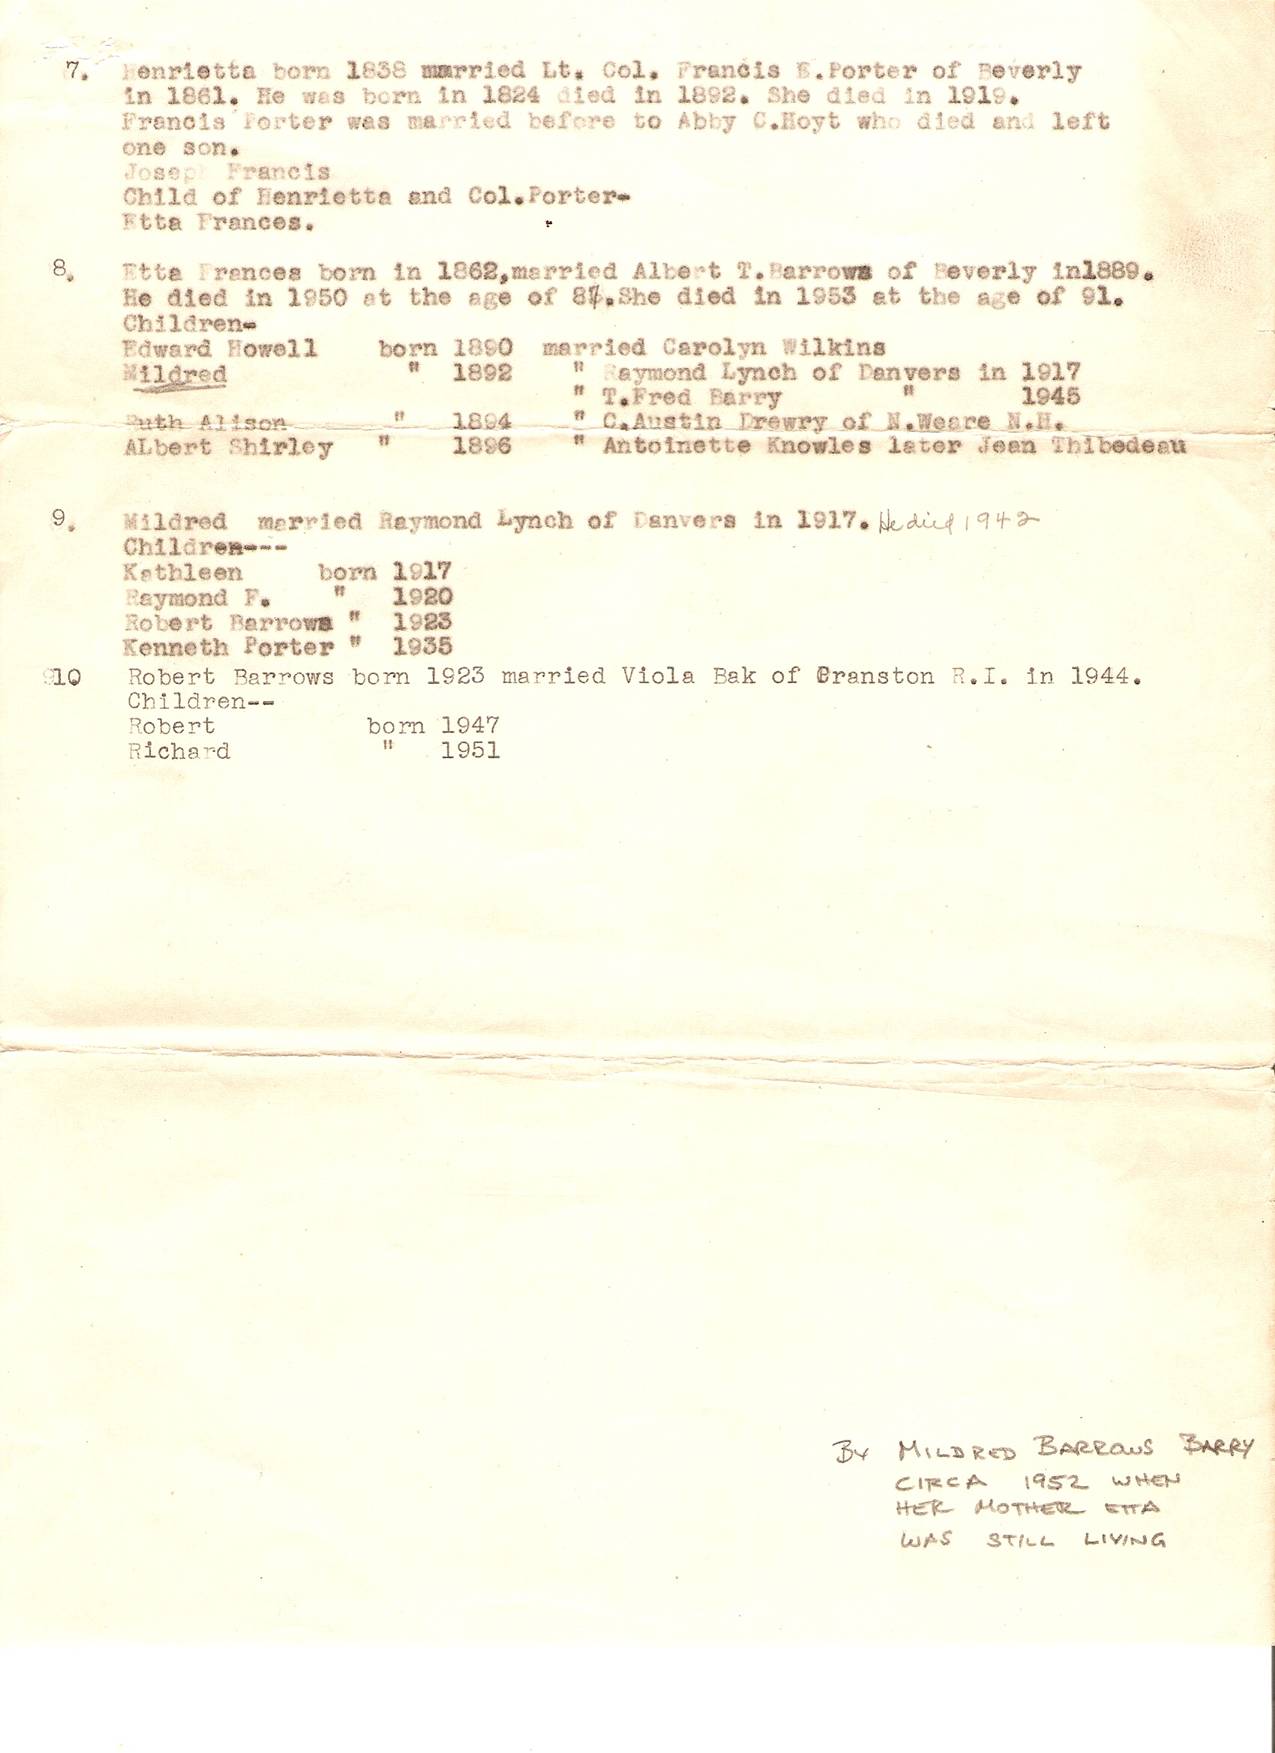 7. Henrietta born 1838 married Lt. Col. Francis E.Porter of Beverly
in 1861. He was born in 1824 died in 1892. She died in 1919.
Francis Porter was married before to Abby C.Hoyt who died and left
one son.
Joseph Francis
Child of Henrietta and Col.Porter-
Etta Frances.
8. Etta Frances born in 1862,married Albert T.Barrows of Beverly in1889.
He died in 1950 at the age of 87.She died in 1953 at the age of 91.
Children-
Edward Howell born 1890 married Carolyn Wilkins
Mildred " 1892 " Raymond Lynch of Danvers in 1917
" T.Fred Barry " 1945
Ruth Alison " 1894 " C.Austin Drewry of N.Weare N.H.
ALbert Shirley " 1896 " Antoinette Knowles later Jean Thibedeau
9. Mildred married Raymond Lynch of Danvers in 1917. He died 1942
Children---
Kathleen born 1917
Raymond F. " 1920
Robert Barrows " 1923
Kenneth Porter " 1935
10 Robert Barrows born 1923 married Viola Bak of Cranston R.I. in 1944.
Children--
Robert born 1947
Richard " 1951
BY MILDRED BARROWS BARRY
CIRCA 1952 WHEN
HER MOTHER ETTA
WAS STILL LIVING